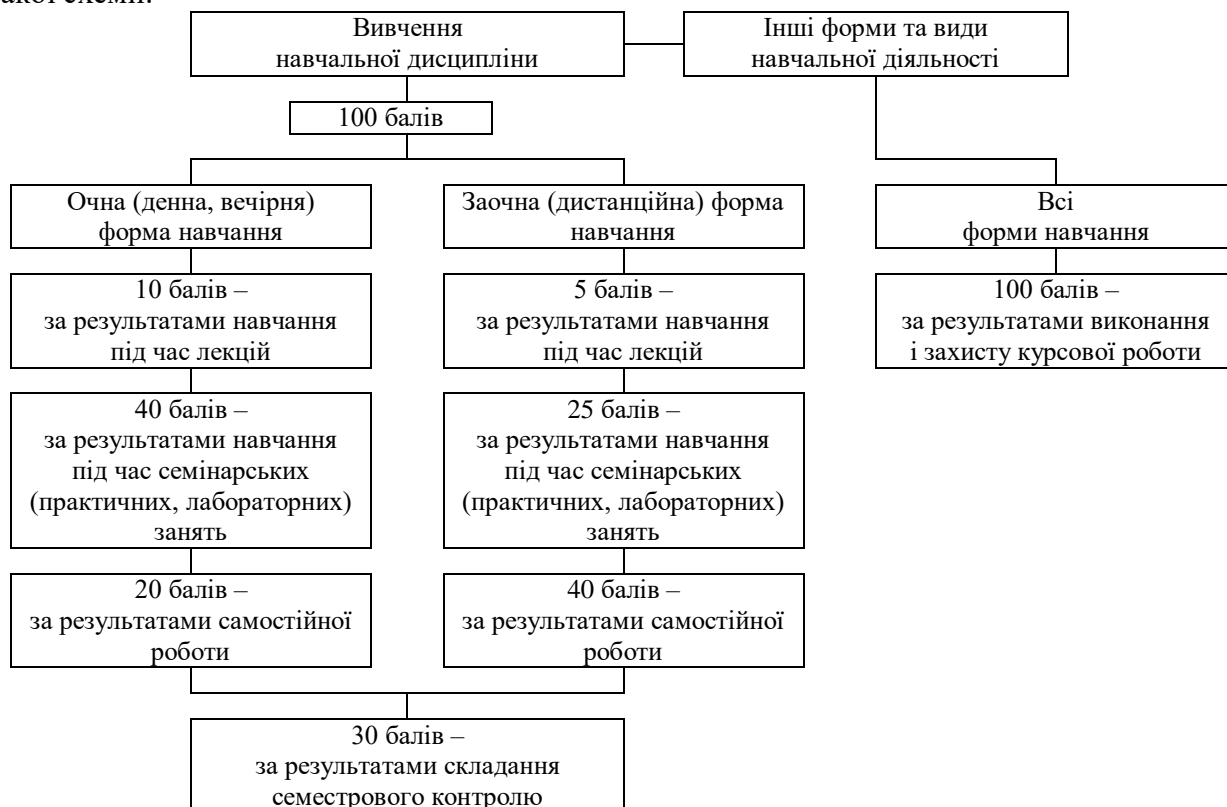 Вивчення
навчальної дисципліни
Інші форми та види
навчальної діяльності
100 балів
Очна (денна, вечірня)
форма навчання
Заочна (дистанційна) форма
навчання
Всі
форми навчання
10 балів –
за результатами навчання
під час лекцій
5 балів –
за результатами навчання
під час лекцій
100 балів –
за результатами виконання
і захисту курсової роботи
40 балів –
за результатами навчання
під час семінарських
(практичних, лабораторних)
занять
25 балів –
за результатами навчання
під час семінарських
(практичних, лабораторних)
занять
20 балів –
за результатами самостійної
роботи
40 балів –
за результатами самостійної
роботи
30 балів –
за результатами складання
семестрового контролю